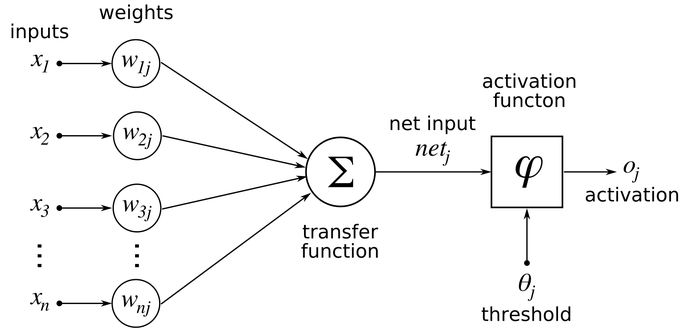 weights
inputs
x1
w1j
activation
functon
x2
w2j
net input
netj
Σ
φ
oj
activation
x3
w3j
transfer
function
⋮
⋮
θj
threshold
xn
wnj